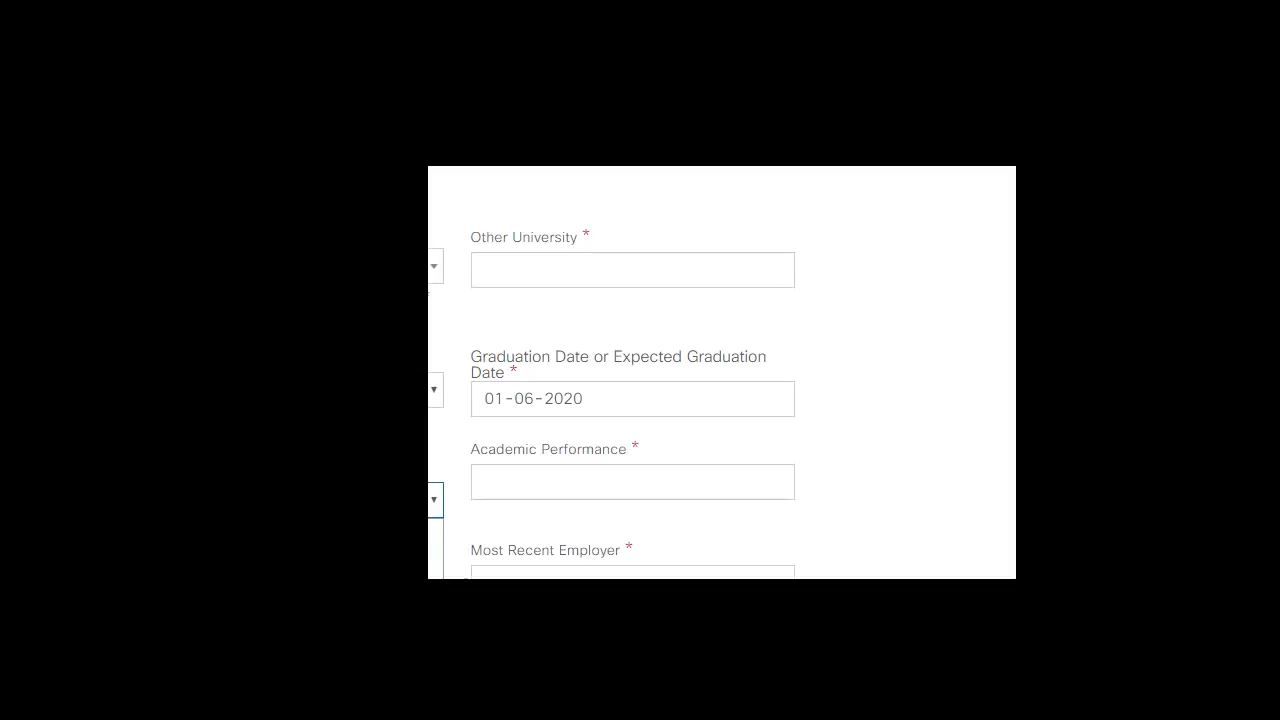 Other University *
Graduation Date or Expected Graduation
Date *
01-06-2020
Academic Performance *
Most Recent Employer *